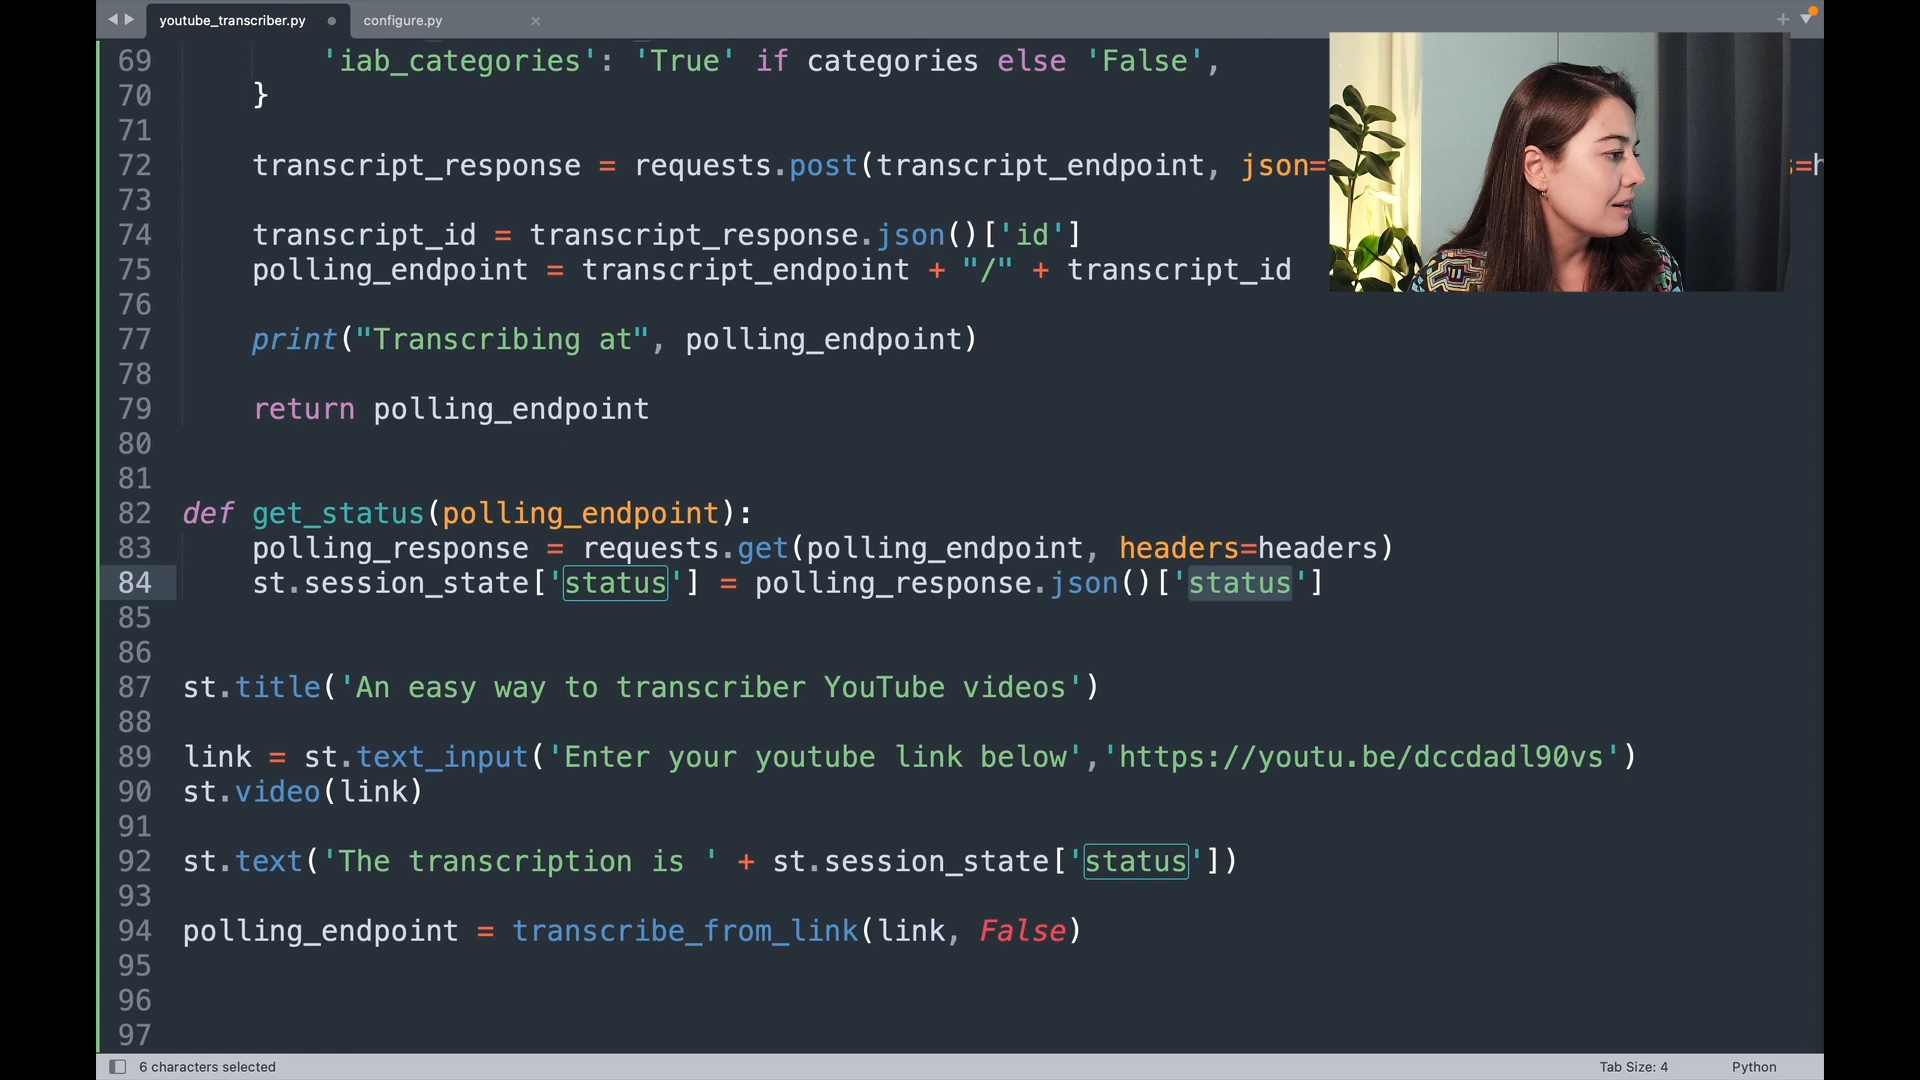 youtube_transcriber.py
configure.py
69 'iab_categories': 'True' if categories else 'False',
70 }
71
72 transcript_response = requests.post(transcript_endpoint, json= =h
73
74 transcript_id = transcript_response.json()['id']
75 polling_endpoint = transcript_endpoint + "/" + transcript_id
76
77 print("Transcribing at", polling_endpoint)
78
79 return polling_endpoint
80
81
82 def get_status(polling_endpoint):
83 polling_response = requests.get(polling_endpoint, headers=headers)
84 st.session_state['status'] = polling_response.json()['status']
85
86
87 st.title('An easy way to transcriber YouTube videos')
88
89 link = st.text_input('Enter your youtube link below','https://youtu.be/dccdadl90vs')
90 st.video(link)
91
92 st.text('The transcription is ' + st.session_state['status'])
93
94 polling_endpoint = transcribe_from_link(link, False)
95
96
97
6 characters selected
Tab Size: 4
Python